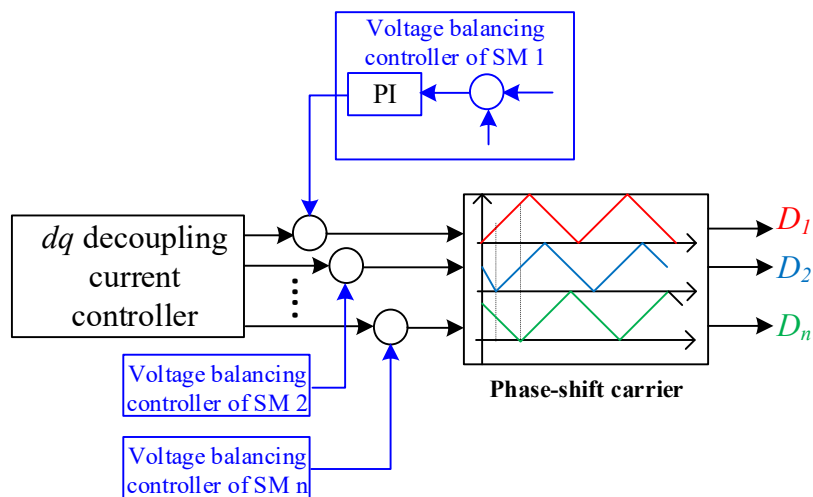 Voltage balancing
controller of SM 1
PI
dq decoupling
current
controller
D1
D2
Dn
Phase-shift carrier
Voltage balancing
controller of SM 2
Voltage balancing
controller of SM n